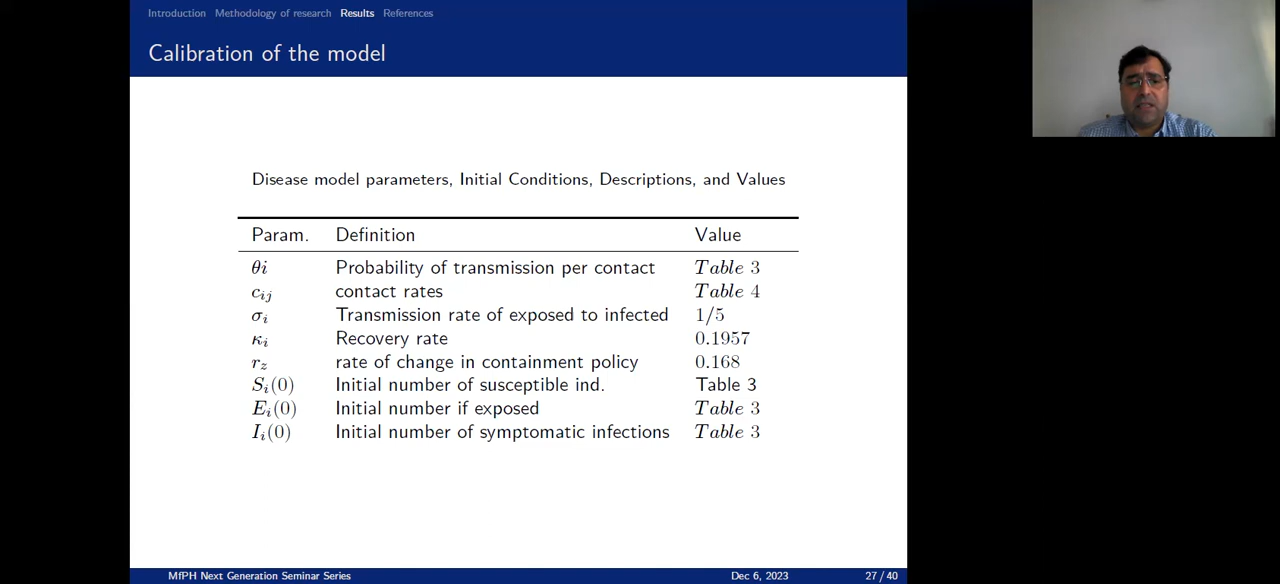 Introduction Methodology of research Results References
Calibration of the model
Disease model parameters, Initial Conditions, Descriptions, and Values
Param. Definition Value
θi Probability of transmission per contact Table 3
cij contact rates Table 4
σi Transmission rate of exposed to infected 1/5
κi Recovery rate 0.1957
rz rate of change in containment policy 0.168
Si(0) Initial number of susceptible ind. Table 3
Ei(0) Initial number if exposed Table 3
Ii(0) Initial number of symptomatic infections Table 3
MfPH Next Generation Seminar Series Dec 6, 2023 27 / 40